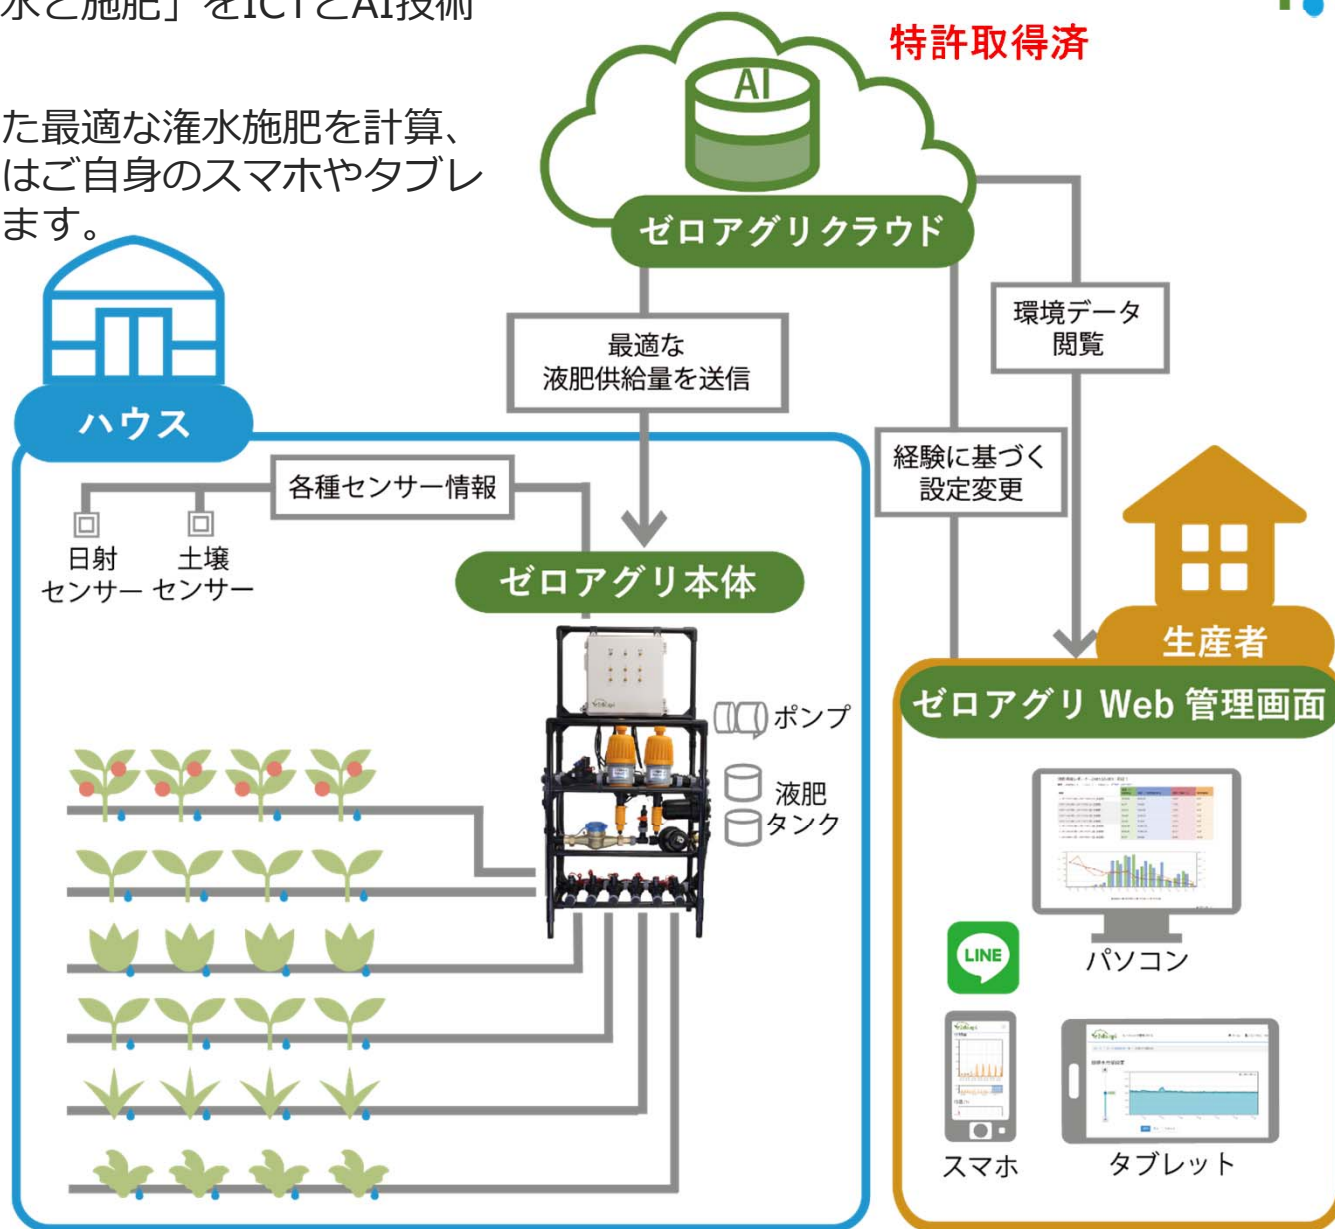 水と施肥」をICTとAI技術
た最適な潅水施肥を計算、
はご自身のスマホやタブレ
ます。
特許取得済
AI
ゼロアグリクラウド
最適な
液肥供給量を送信
環境データ
閲覧
経験に基づく
設定変更
ハウス
各種センサー情報
日射
センサー
土壌
センサー
ゼロアグリ本体
ポンプ
液肥
タンク
生産者
ゼロアグリ Web 管理画面
パソコン
LINE
スマホ
タブレット